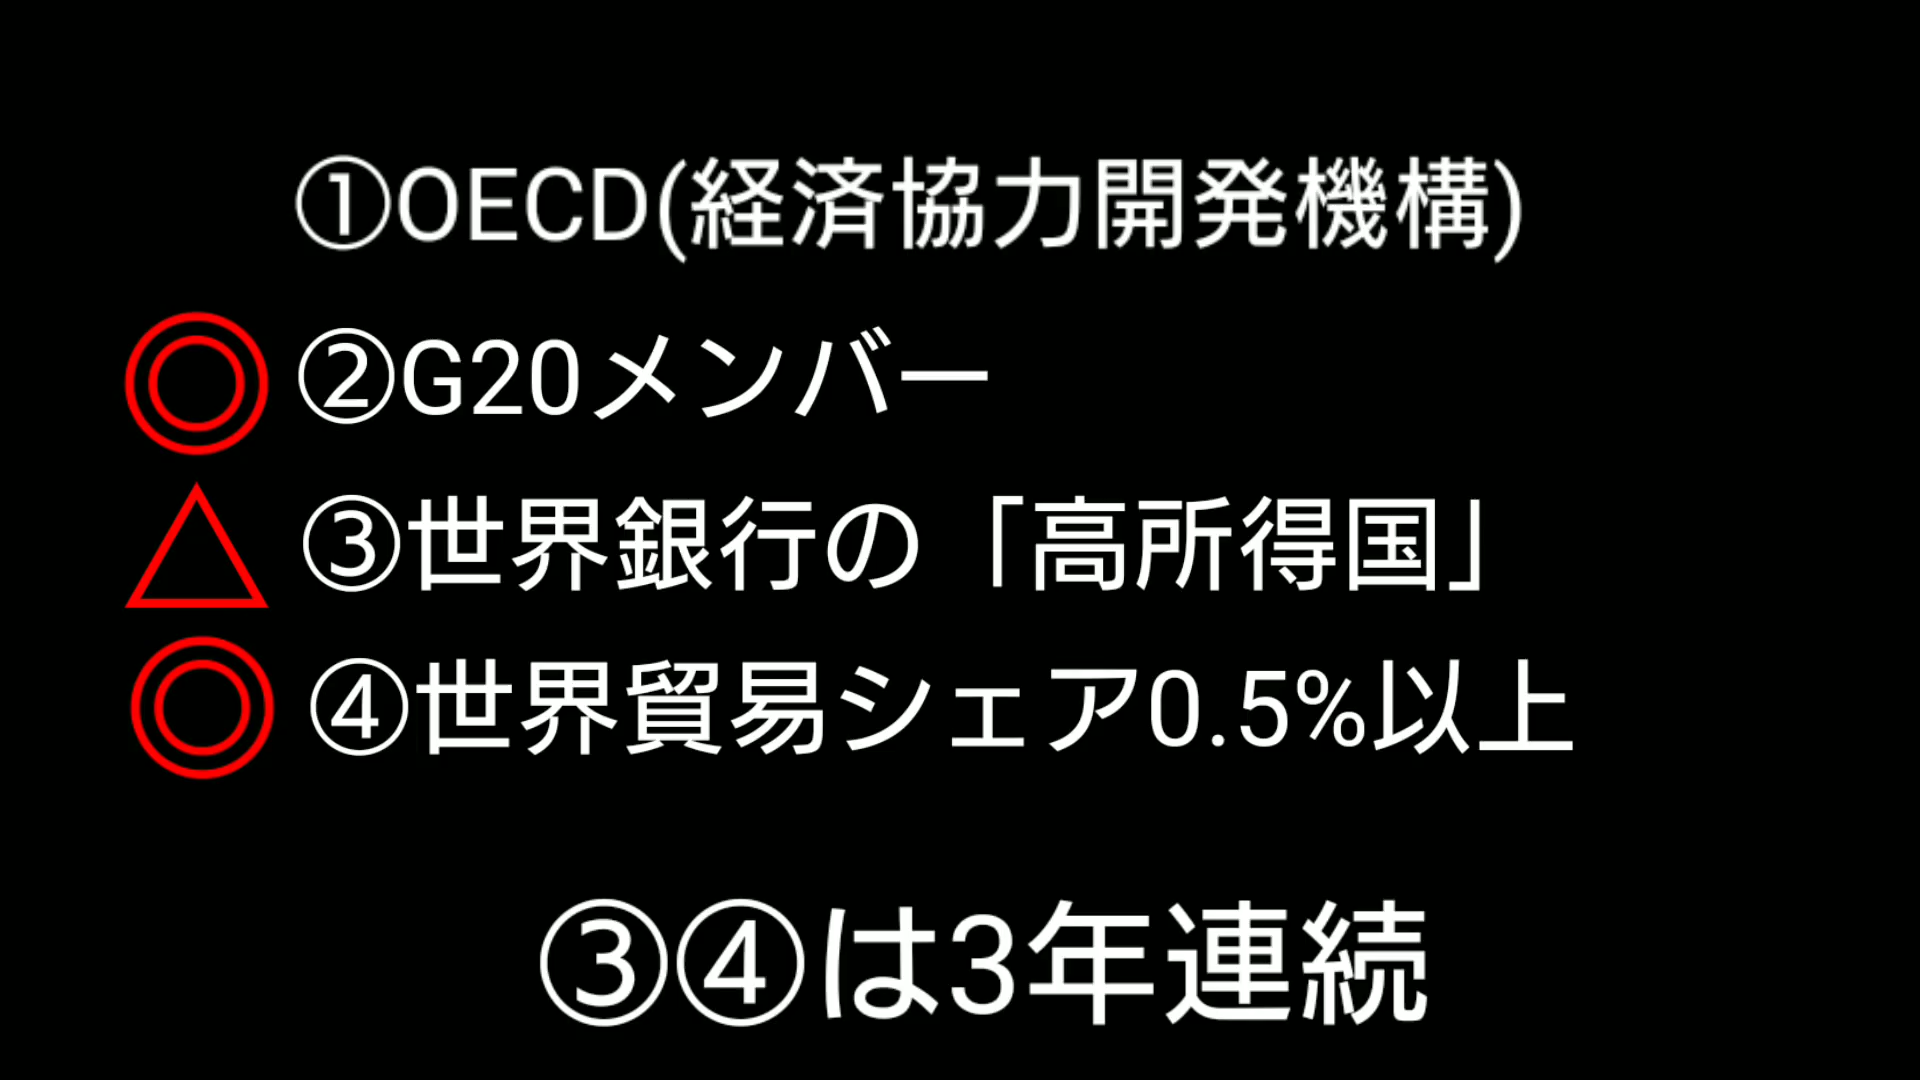 ①OECD(経済協力開発機構)
◎②G20メンバー
△③世界銀行の「高所得国」
◎④世界貿易シェア0.5%以上
③④は3年連続